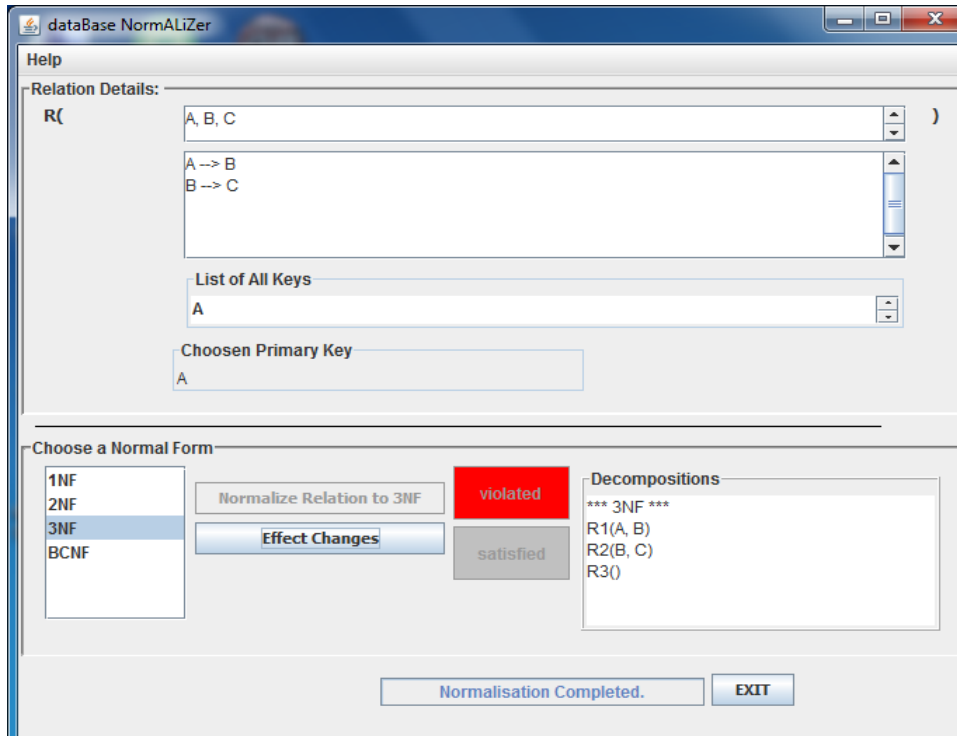 dataBase NormALiZer
Help
Relation Details:
R( A, B, C )
A --> B
B --> C
List of All Keys
A
Choosen Primary Key
A
Choose a Normal Form
1NF
2NF
3NF
BCNF
Normalize Relation to 3NF
Effect Changes
violated
satisfied
Decompositions
*** 3NF ***
R1(A, B)
R2(B, C)
R3()
Normalisation Completed.
EXIT